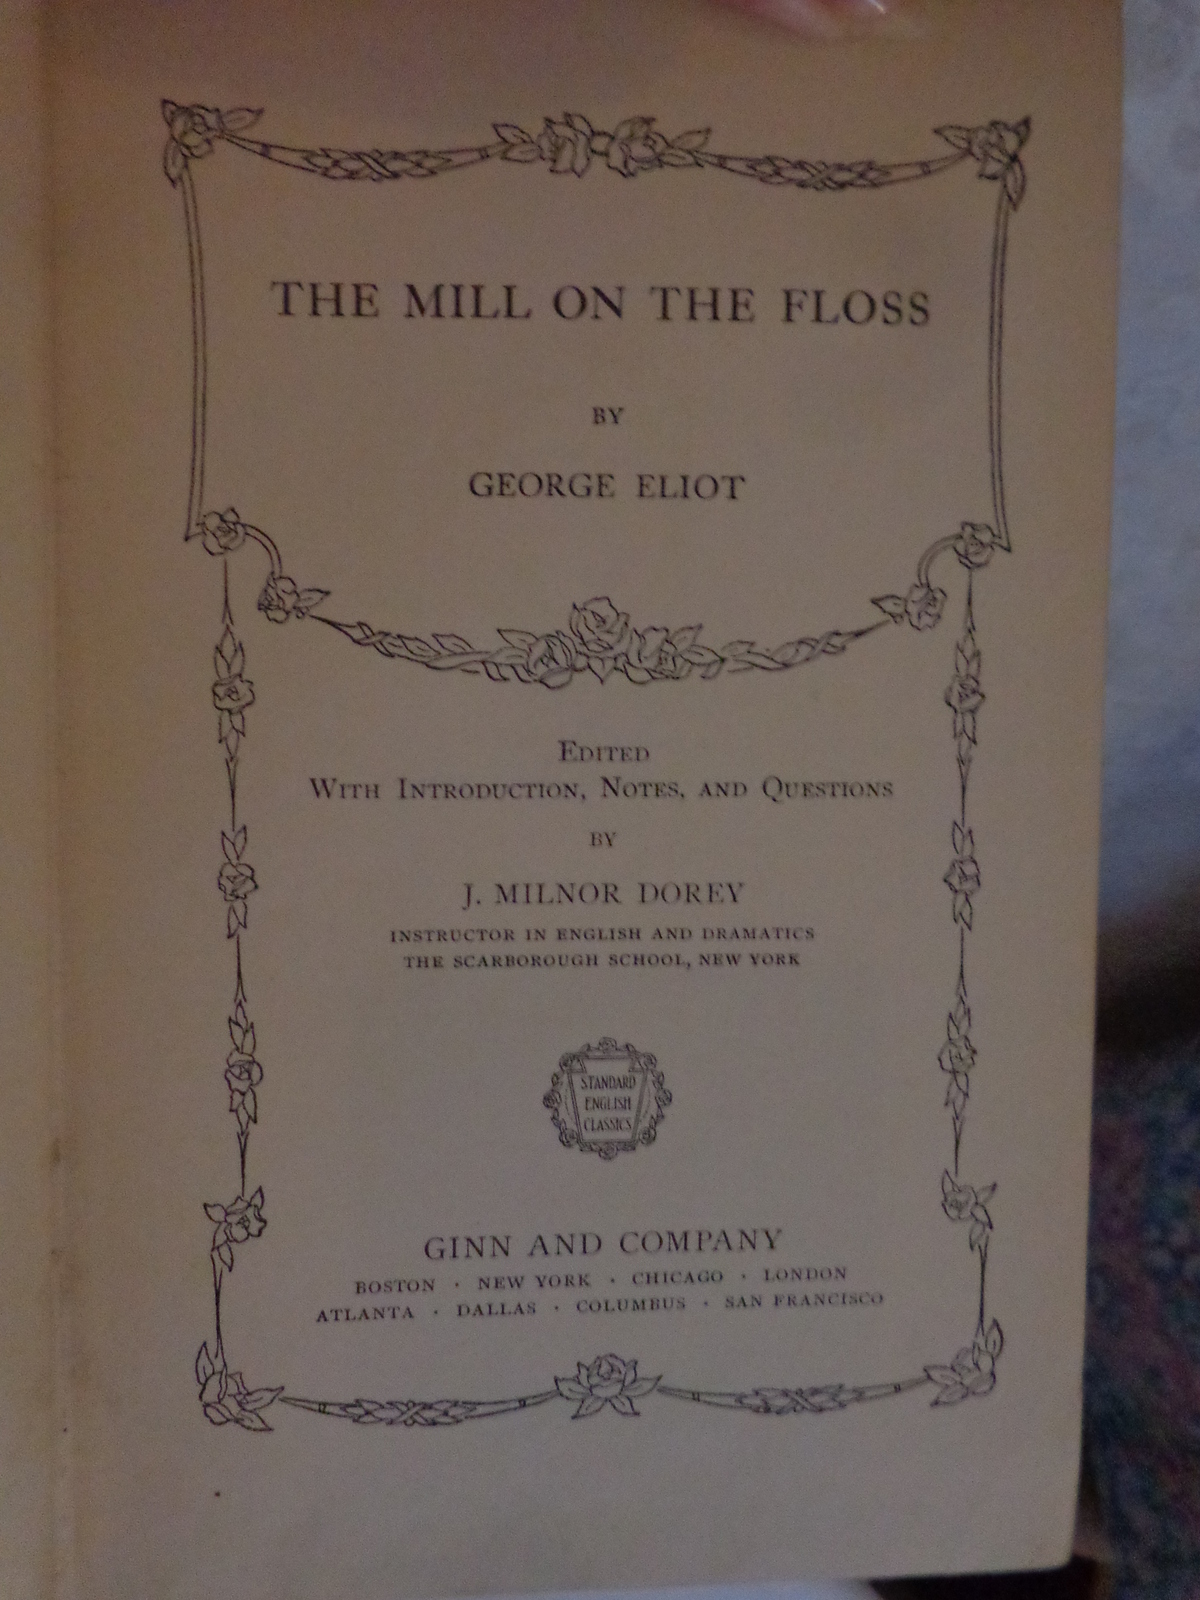 THE MILL ON THE FLOSS
BY
GEORGE ELIOT
EDITED
WITH INTRODUCTION, NOTES, AND QUESTIONS
BY
J. MILNOR DOREY
INSTRUCTOR IN ENGLISH AND DRAMATICS
THE SCARBOROUGH SCHOOL, NEW YORK
STANDARD
ENGLISH
CLASSICS
GINN AND COMPANY
BOSTON · NEW YORK · CHICAGO · LONDON
ATLANTA · DALLAS · COLUMBUS · SAN FRANCISCO